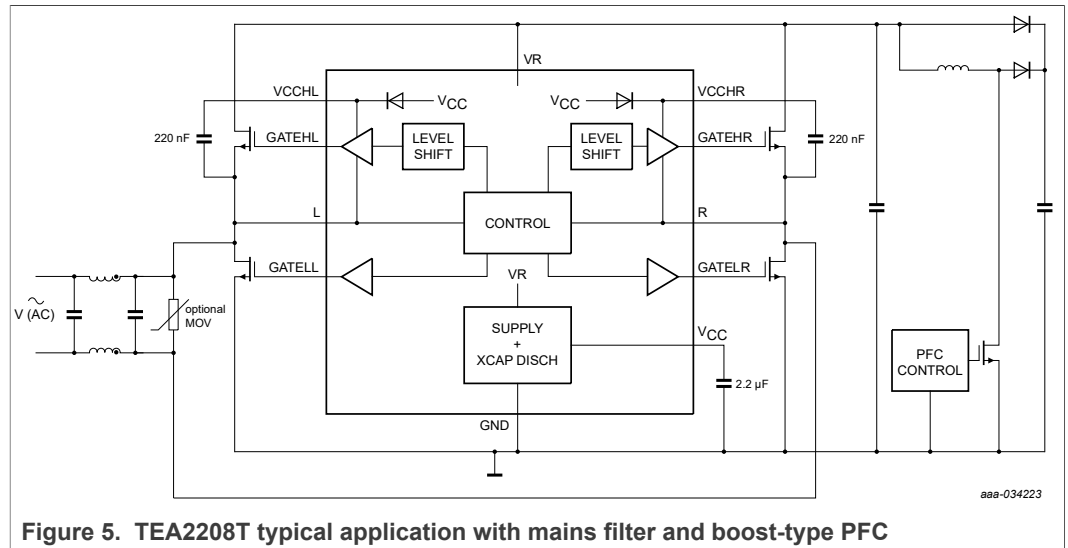 VR
VCCHL
VCC
VCC
VCCHR
220 nF
GATEHL
LEVEL
SHIFT
LEVEL
SHIFT
GATEHR
220 nF
L
CONTROL
R
GATELL
VR
GATELR
V (AC)
~
optional
MOV
SUPPLY
+
XCAP DISCH
VCC
PFC
CONTROL
2.2 µF
GND
aaa-034223
Figure 5. TEA2208T typical application with mains filter and boost-type PFC